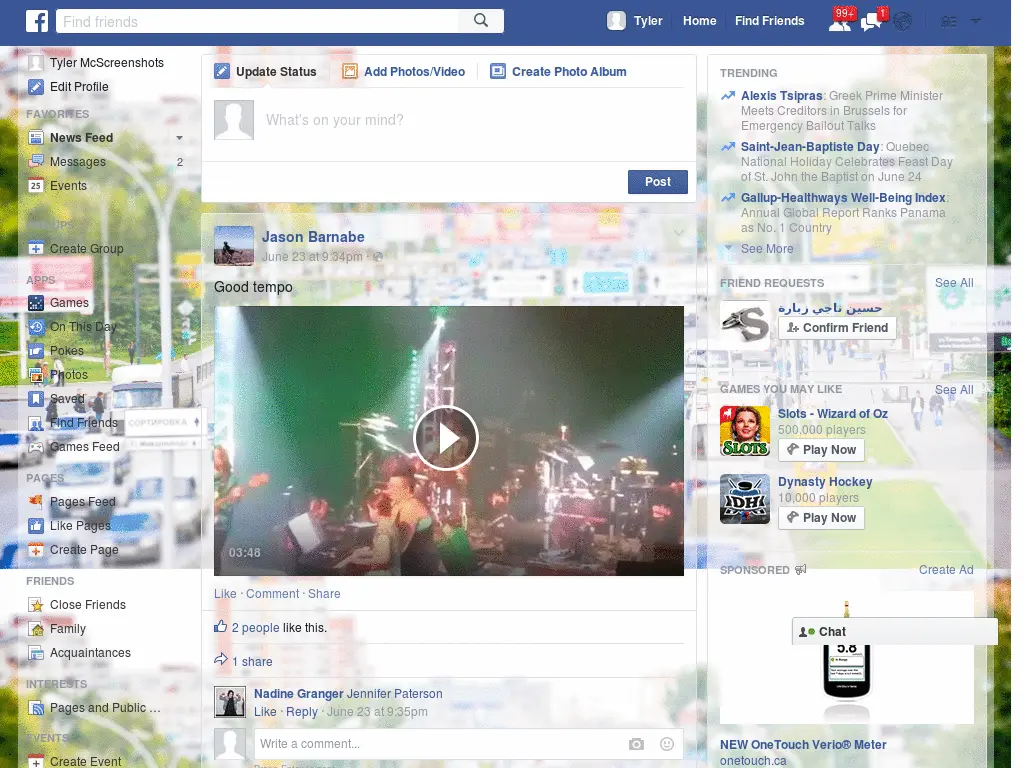 Find friends
Tyler
Home
Find Friends
99+
1
Tyler McScreenshots
Edit Profile
FAVORITES
News Feed
Messages
2
Events
25
Create Group
APPS
Games
On This Day
Pokes
Photos
Saved
Find Friends
Games Feed
PAGES
Pages Feed
Like Pages
Create Page
FRIENDS
Close Friends
Family
Acquaintances
INTERESTS
Pages and Public ...
EVENTS
Create Event
Update Status
Add Photos/Video
Create Photo Album
What's on your mind?
Post
Jason Barnabe
June 23 at 9:34pm ·
Good tempo
03:48
Like · Comment · Share
2 people like this.
1 share
Nadine Granger Jennifer Paterson
Like · Reply · June 23 at 9:35pm
Write a comment...
TRENDING
Alexis Tsipras: Greek Prime Minister
Meets Creditors in Brussels for
Emergency Bailout Talks
Saint-Jean-Baptiste Day: Quebec
National Holiday Celebrates Feast Day
of St. John the Baptist on June 24
Gallup-Healthways Well-Being Index:
Annual Global Report Ranks Panama
as No. 1 Country
See More
FRIEND REQUESTS
See All
حسين ناجي زبارة
Confirm Friend
GAMES YOU MAY LIKE
See All
Slots - Wizard of Oz
500,000 players
Play Now
SLOTS
Dynasty Hockey
10,000 players
Play Now
DH
SPONSORED
Create Ad
Chat
5.8
NEW OneTouch Verio® Meter
onetouch.ca
СОРТИРОВКА